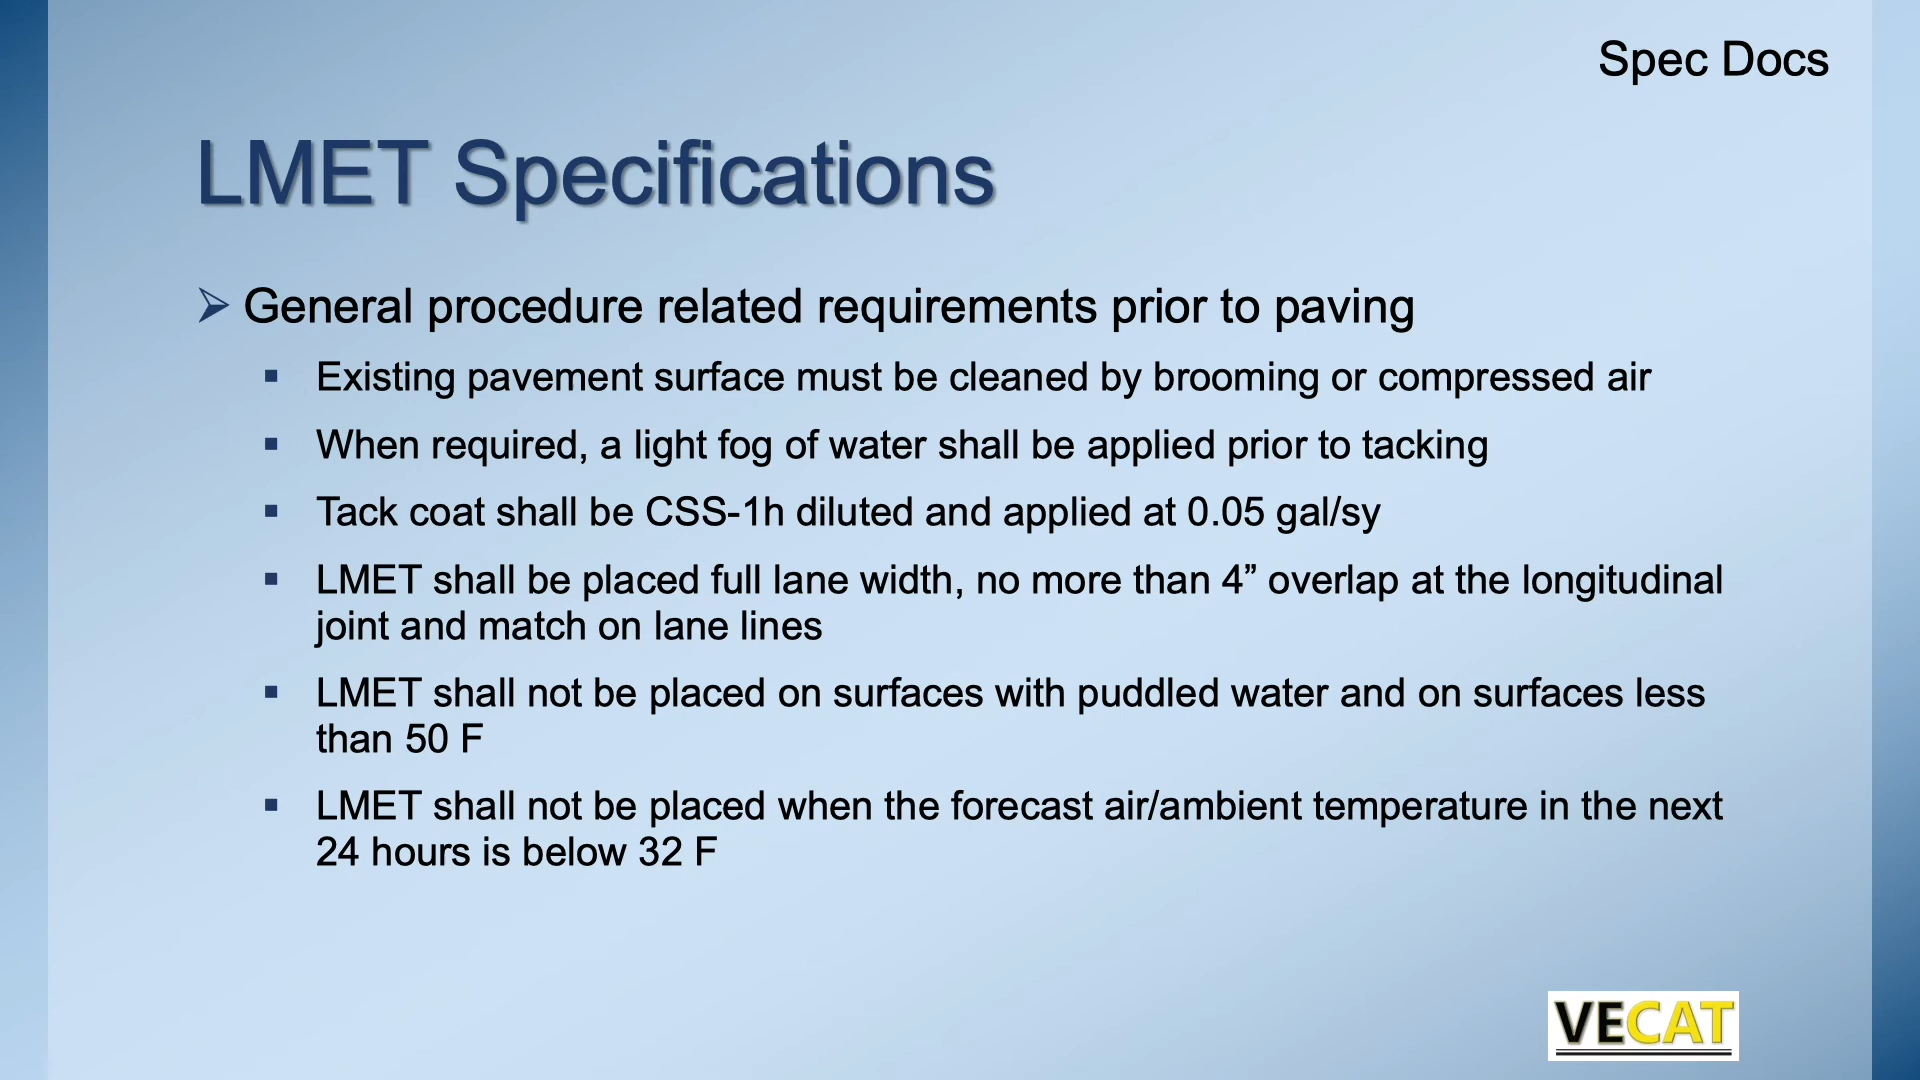 Spec Docs
LMET Specifications
General procedure related requirements prior to paving
Existing pavement surface must be cleaned by brooming or compressed air
When required, a light fog of water shall be applied prior to tacking
Tack coat shall be CSS-1h diluted and applied at 0.05 gal/sy
LMET shall be placed full lane width, no more than 4” overlap at the longitudinal
joint and match on lane lines
LMET shall not be placed on surfaces with puddled water and on surfaces less
than 50 F
LMET shall not be placed when the forecast air/ambient temperature in the next
24 hours is below 32 F
VECAT